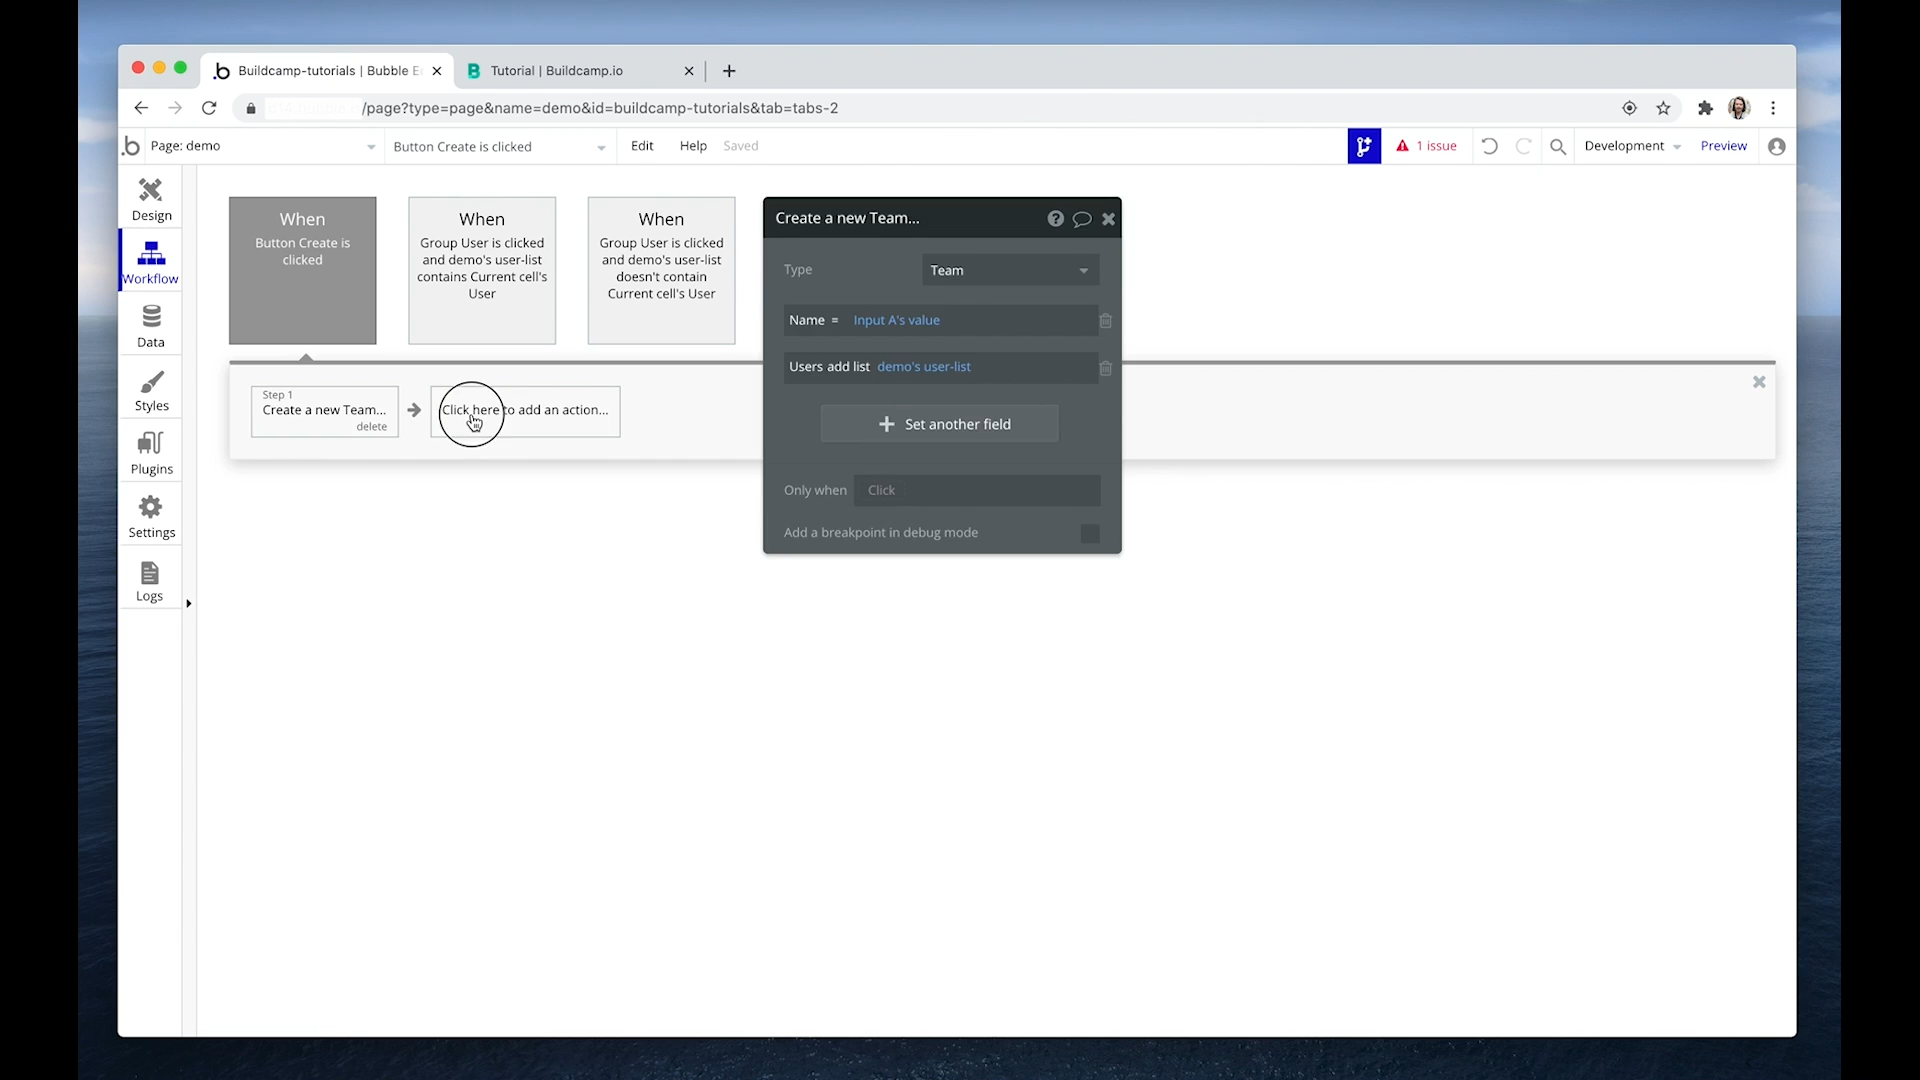 Buildcamp-tutorials | Bubble E
Tutorial | Buildcamp.io
/page?type=page&name=demo&id=buildcamp-tutorials&tab=tabs-2
Page: demo
Button Create is clicked
Edit
Help
Saved
1 issue
Development
Preview
Design
Workflow
Data
Styles
Plugins
Settings
Logs
When
Button Create is
clicked
When
Group User is clicked
and demo's user-list
contains Current cell's
User
When
Group User is clicked
and demo's user-list
doesn't contain
Current cell's User
Step 1
Create a new Team...
delete
Click here to add an action...
Create a new Team...
Type
Team
Name = Input A's value
Users add list demo's user-list
Set another field
Only when
Click
Add a breakpoint in debug mode